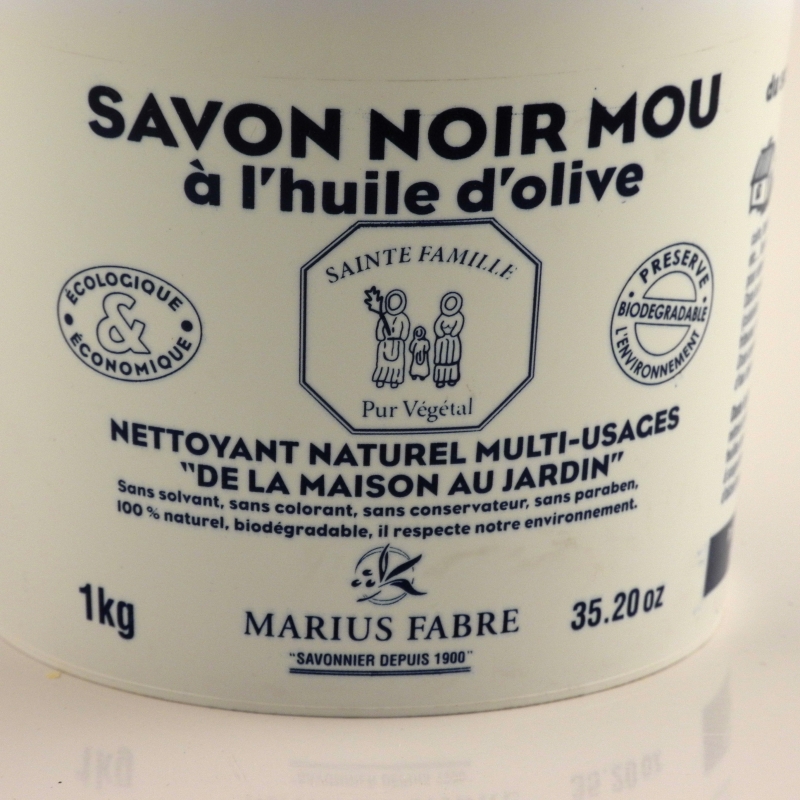 SAVON NOIR MOU
à l'huile d'olive
SAINTE FAMILLE
Pur Végétal
ÉCOLOGIQUE
&
ÉCONOMIQUE
PRESERVE
BIODEGRADABLE
L'ENVIRONNEMENT
NETTOYANT NATUREL MULTI-USAGES
"DE LA MAISON AU JARDIN"
Sans solvant, sans colorant, sans conservateur, sans paraben,
100 % naturel, biodégradable, il respecte notre environnement.
1kg
MARIUS FABRE
"SAVONNIER DEPUIS 1900"
35.20 oz